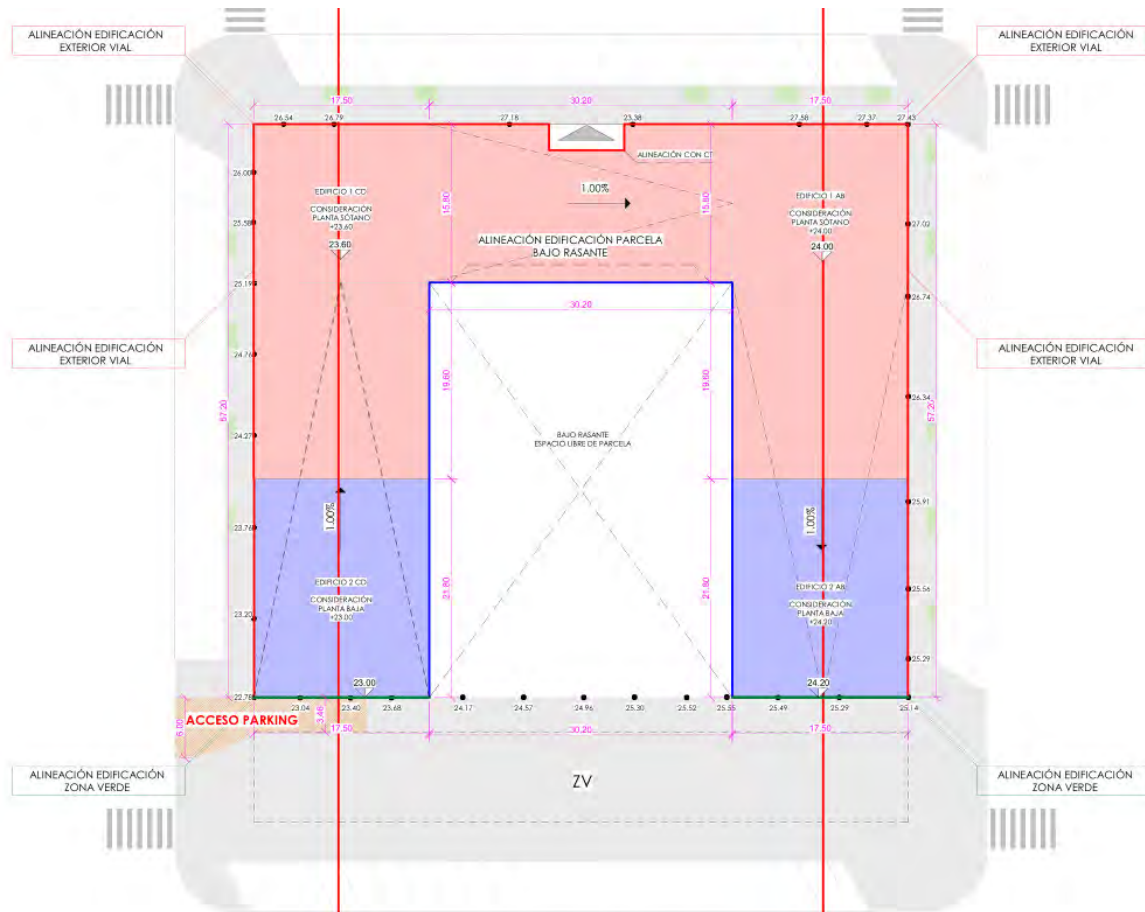 ALINEACIÓN EDIFICACIÓN
EXTERIOR VIAL
ALINEACIÓN EDIFICACIÓN
EXTERIOR VIAL
17.50
30.20
17.50
26.54
26.79
27.16
23.38
27.58
27.37
27.43
ALINEACIÓN CON CT
26.00
EDIFICIO 1 CD
CONSIDERACIÓN
PLANTA SÓTANO
+23.60
23.60
15.80
1.00%
15.80
EDIFICIO 1 AB
CONSIDERACIÓN
PLANTA SÓTANO
+24.00
24.00
25.58
27.02
ALINEACIÓN EDIFICACIÓN PARCELA
BAJO RASANTE
25.19
26.74
30.20
ALINEACIÓN EDIFICACIÓN
EXTERIOR VIAL
ALINEACIÓN EDIFICACIÓN
EXTERIOR VIAL
24.76
19.60
19.60
26.34
57.20
57.20
24.27
BAJO RASANTE
ESPACIO LIBRE DE PARCELA
25.91
23.76
1.00%
1.00%
EDIFICIO 2 CD
CONSIDERACIÓN
PLANTA BAJA
+23.00
21.80
21.80
EDIFICIO 2 AB
CONSIDERACIÓN
PLANTA BAJA
+24.20
25.56
23.20
25.29
23.00
24.20
22.78
23.04
23.40
23.68
24.17
24.57
24.96
25.30
25.52
25.55
25.49
25.29
25.14
6.00
ACCESO PARKING
3.46
17.50
30.20
17.50
ALINEACIÓN EDIFICACIÓN
ZONA VERDE
ZV
ALINEACIÓN EDIFICACIÓN
ZONA VERDE